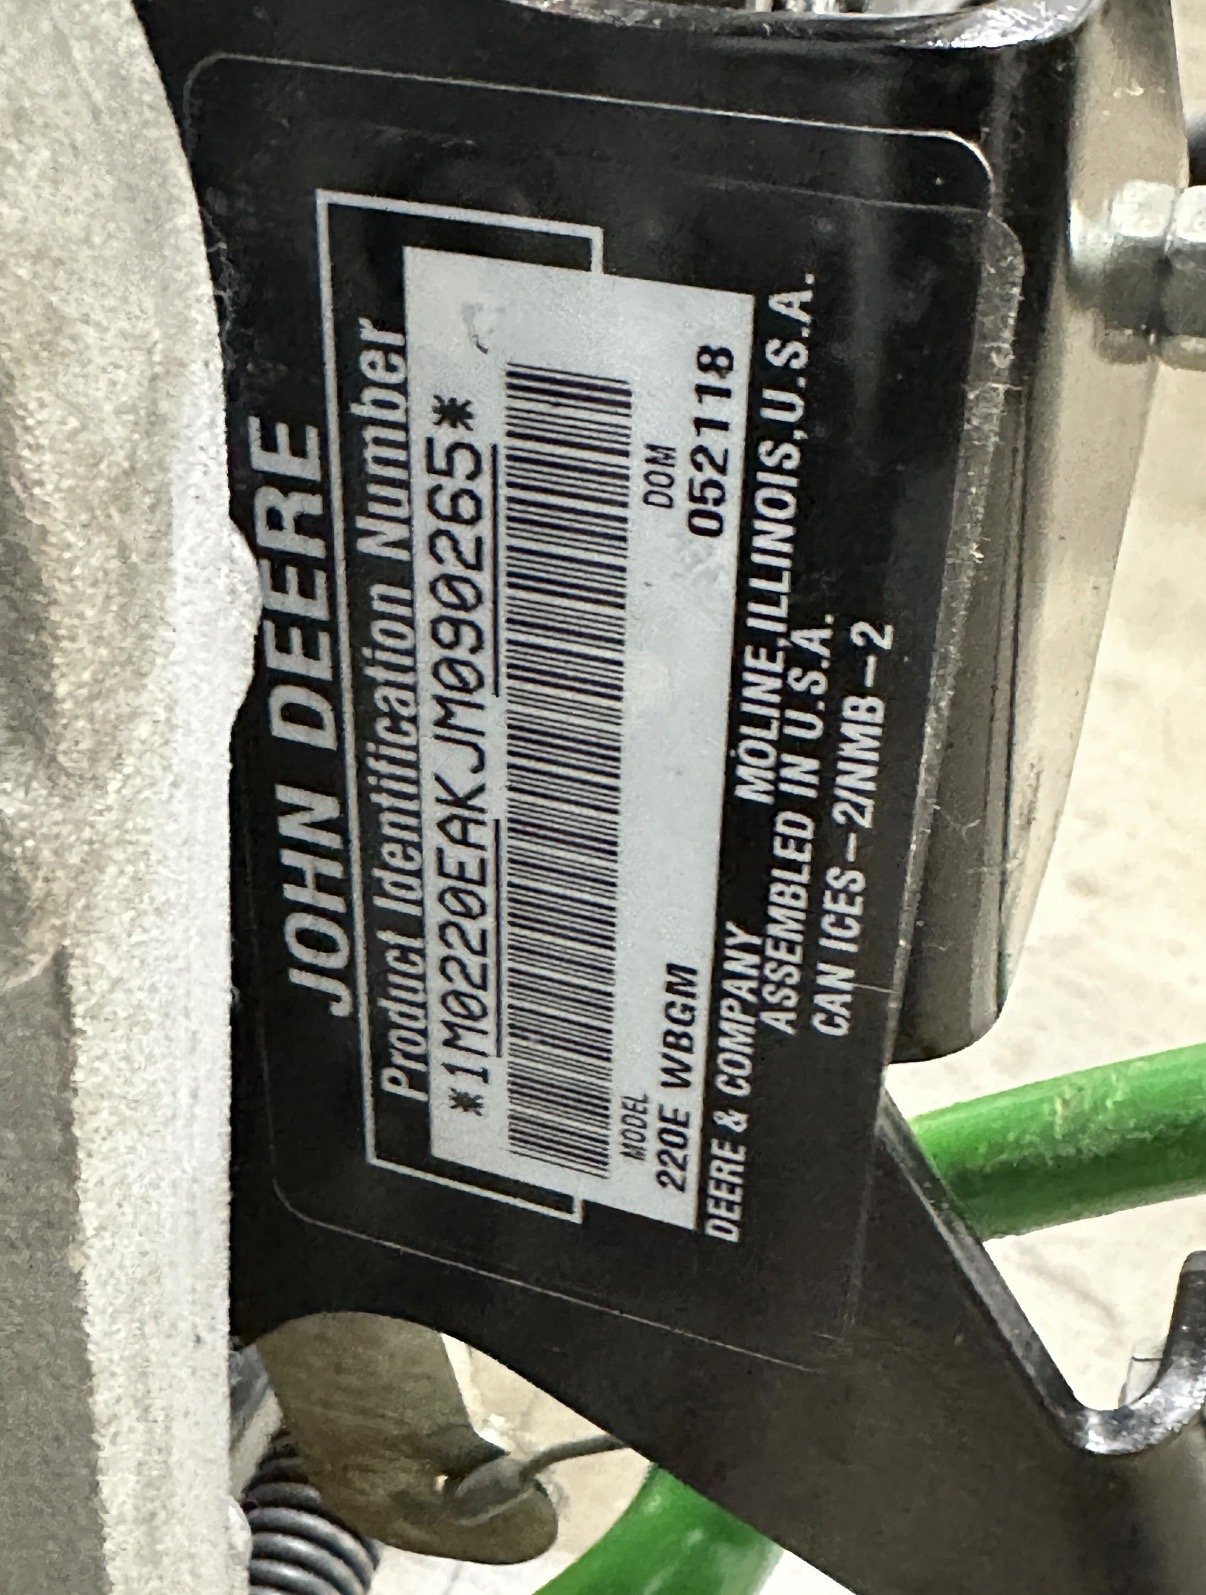 JOHN DEERE
Product Identification Number
*1M0220EAKJM090265*
MODEL
220E WBGM
DOM
052118
DEERE & COMPANY MOLINE, ILLINOIS, U.S.A.
ASSEMBLED IN U.S.A.
CAN ICES-2/NMB-2